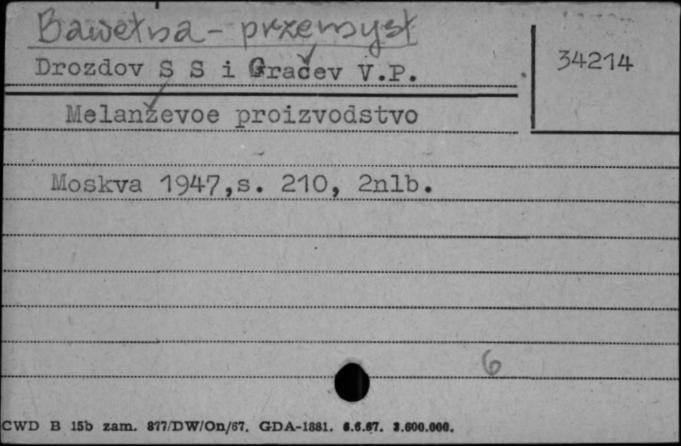 Bawełna - przemysł
34214
Drozdov S S i Gračev V.P.
Melanževoe proizvodstvo
Moskva 1947,s. 210, 2nlb.
6
CWD B 15b zam. 877/DW/On/67. GDA-1881. 6.6.67. 3.600.000.